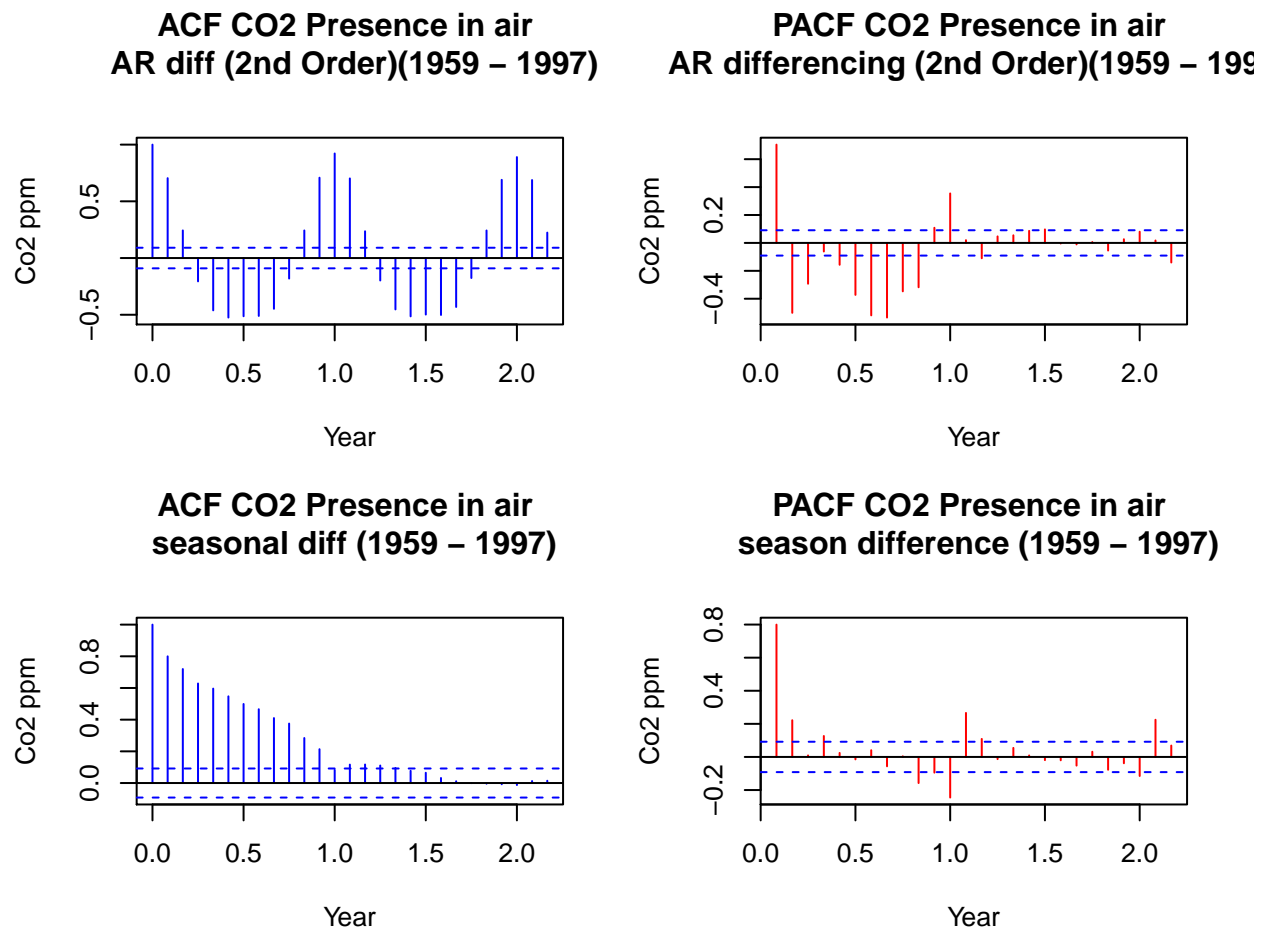 ACF CO2 Presence in air
AR diff (2nd Order)(1959 – 1997)
Co2 ppm
0.5
−0.5
0.0 0.5 1.0 1.5 2.0
Year
PACF CO2 Presence in air
AR differencing (2nd Order)(1959 – 199
Co2 ppm
0.2
−0.4
0.0 0.5 1.0 1.5 2.0
Year
ACF CO2 Presence in air
seasonal diff (1959 – 1997)
Co2 ppm
0.8
0.4
0.0
0.0 0.5 1.0 1.5 2.0
Year
PACF CO2 Presence in air
season difference (1959 – 1997)
Co2 ppm
0.8
0.4
−0.2
0.0 0.5 1.0 1.5 2.0
Year